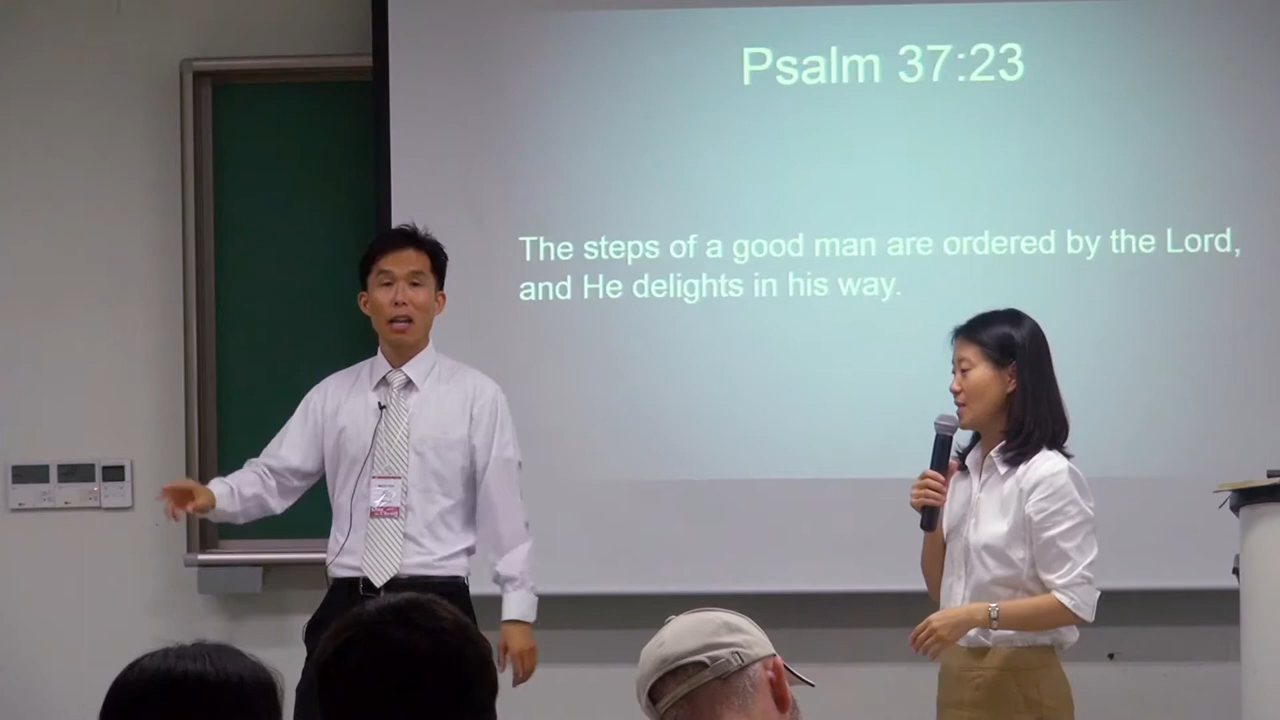 Psalm 37:23
The steps of a good man are ordered by the Lord,
and He delights in his way.